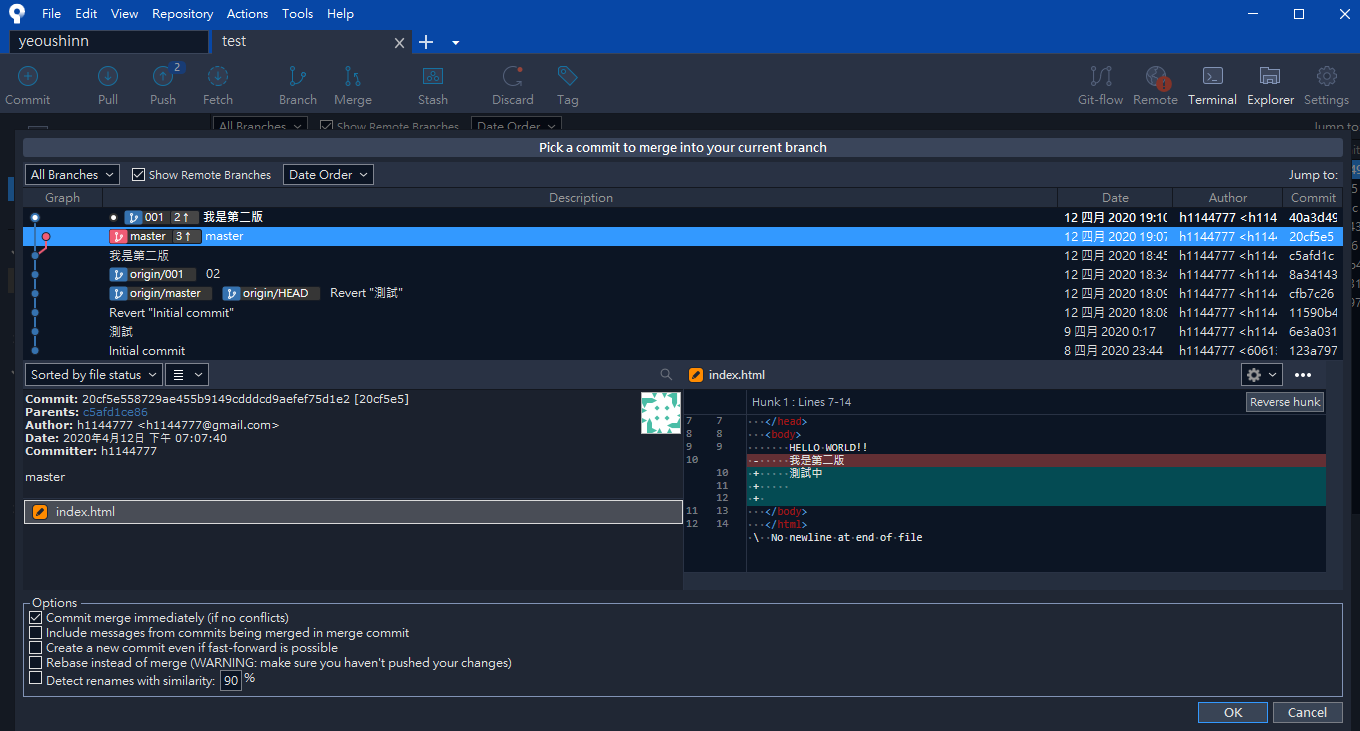 File Edit View Repository Actions Tools Help
yeoushinn test
2
Commit Pull Push Fetch Branch Merge Stash Discard Tag Git-flow Remote Terminal Explorer Settings
All Branches Show Remote Branches Date Order Jump to
Pick a commit to merge into your current branch
All Branches Show Remote Branches Date Order Jump to:
Graph Description Date Author Commit
001 2↑ 我是第二版 12 四月 2020 19:10 h1144777 <h114 40a3d49
master 3↑ master 12 四月 2020 19:07 h1144777 <h114 20cf5e5
我是第二版 12 四月 2020 18:45 h1144777 <h114 c5afd1c
origin/001 02 12 四月 2020 18:34 h1144777 <h114 8a34143
origin/master origin/HEAD Revert "測試" 12 四月 2020 18:09 h1144777 <h114 cfb7c26
Revert "Initial commit" 12 四月 2020 18:08 h1144777 <h114 11590b4
測試 9 四月 2020 0:17 h1144777 <h114 6e3a031
Initial commit 8 四月 2020 23:44 h1144777 <6061 123a797
Sorted by file status index.html
Commit: 20cf5e558729ae455b9149cdddcd9aefef75d1e2 [20cf5e5]
Parents: c5afd1ce86
Author: h1144777 <h1144777@gmail.com>
Date: 2020年4月12日 下午 07:07:40
Committer: h1144777
master
index.html
Hunk 1 : Lines 7-14 Reverse hunk
7 7 </head>
8 8 <body>
9 9 HELLO WORLD!!
10 - 我是第二版
10 + 測試中
11 +
12 +
11 13 </body>
12 14 </html>
\ No newline at end of file
Options
Commit merge immediately (if no conflicts)
Include messages from commits being merged in merge commit
Create a new commit even if fast-forward is possible
Rebase instead of merge (WARNING: make sure you haven't pushed your changes)
Detect renames with similarity: 90 %
OK Cancel